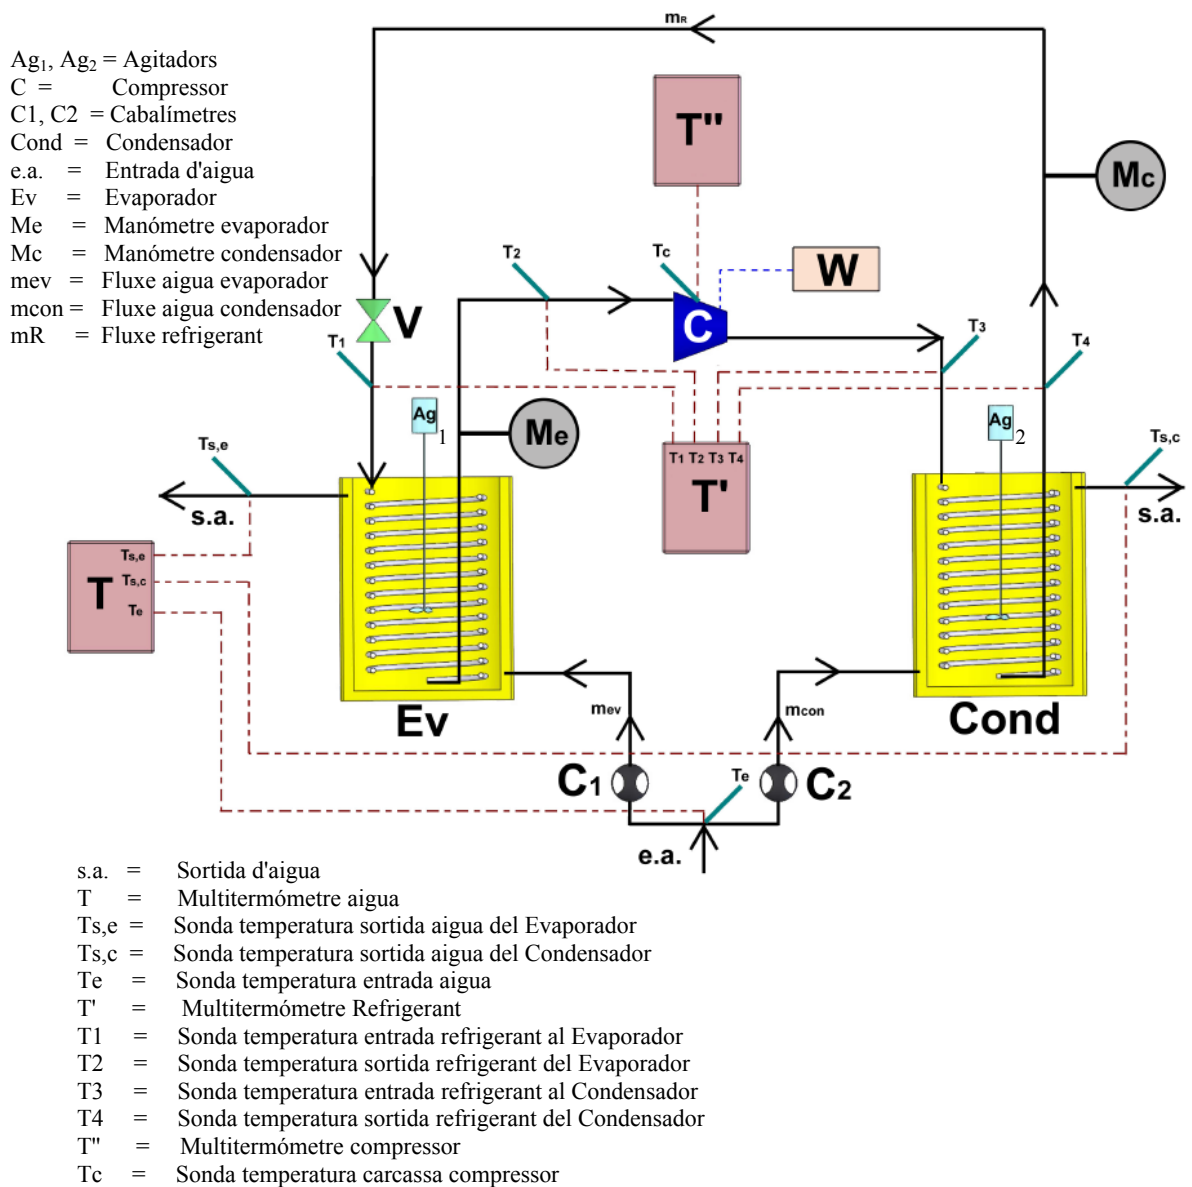 mR
Ag1, Ag2 = Agitadors
C = Compressor
C1, C2 = Cabalímetres
Cond = Condensador
e.a. = Entrada d'aigua
Ev = Evaporador
Me = Manómetre evaporador
Mc = Manómetre condensador
mev = Fluxe aigua evaporador
mcon = Fluxe aigua condensador
mR = Fluxe refrigerant
T''
Mc
T2
Tc
W
V
C
T1
T3
T4
Ag
1
Me
Ag
2
Ts,e
T1 T2 T3 T4
T'
Ts,c
s.a.
s.a.
T
Ts,e
Ts,c
Te
Ev
Cond
mev
mcon
C1
C2
Te
e.a.
s.a. = Sortida d'aigua
T = Multitermómetre aigua
Ts,e = Sonda temperatura sortida aigua del Evaporador
Ts,c = Sonda temperatura sortida aigua del Condensador
Te = Sonda temperatura entrada aigua
T' = Multitermómetre Refrigerant
T1 = Sonda temperatura entrada refrigerant al Evaporador
T2 = Sonda temperatura sortida refrigerant del Evaporador
T3 = Sonda temperatura entrada refrigerant al Condensador
T4 = Sonda temperatura sortida refrigerant del Condensador
T" = Multitermómetre compressor
Tc = Sonda temperatura carcassa compressor